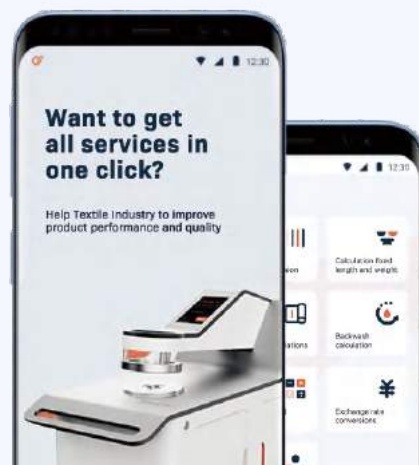 12:30
Want to get
all services in
one click?
Help Textile Industry to improve
product performance and quality
12:30
Calculation fixed
length and weight
Backwash
calculation
Exchange rate
conversions